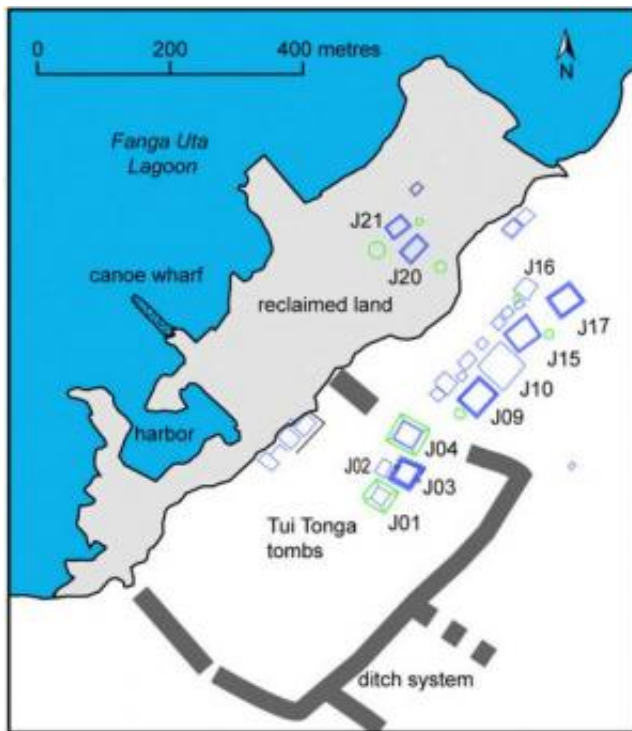 0 200 400 metres
N
Fanga Uta
Lagoon
J21
J20
canoe wharf
reclaimed land
J16
J17
J15
J10
J09
harbor
J04
J02
J03
J01
Tui Tonga
tombs
ditch system